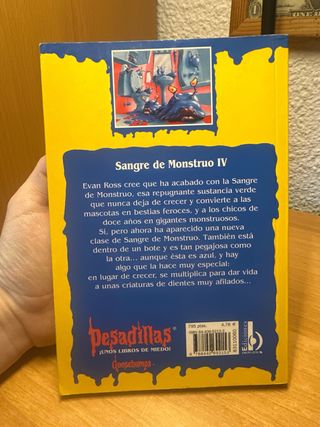 Sangre de Monstruo IV
Evan Ross cree que ha acabado con la Sangre
de Monstruo, esa repugnante sustancia verde
que nunca deja de crecer y convierte a las
mascotas en bestias feroces, y a los chicos de
doce años en gigantes monstruosos.
Sí, pero ahora ha aparecido una nueva
clase de Sangre de Monstruo. También está
dentro de un bote y es tan pegajosa como
la otra... aunque ésta es azul, y hay
algo que la hace muy especial:
en lugar de crecer, se multiplica para dar vida
a unas criaturas de dientes muy afilados...
Pesadillas
¡UNOS LIBROS DE MIEDO!
Goosebumps
795 ptas. 4,78 €
Ediciones B